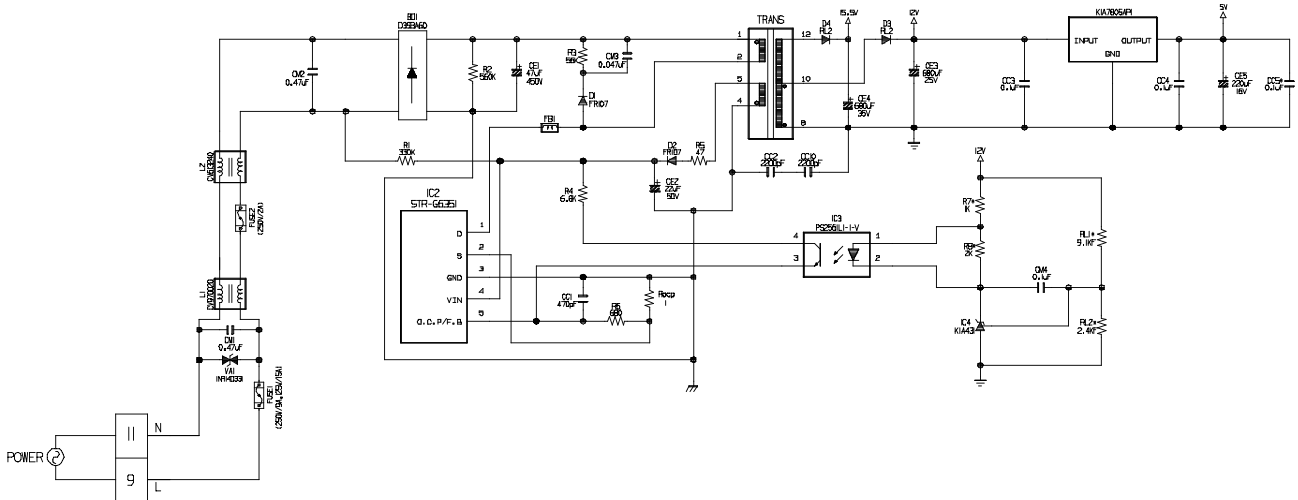 BD1
D3SBA60
TRANS
15.5V
12V
5V
KIA7805API
D4
RL2
D3
RL2
1
12
INPUT
OUTPUT
GND
CM2
0.47uF
R2
560K
CE1
47uF
450V
R3
56K
CM3
0.047uF
2
5
10
CE3
680uF
25V
CC3
0.1uF
CC4
0.1uF
CE5
220uF
16V
CC5*
0.1uF
D1
FR107
4
CE4
680uF
35V
FB1
8
R1
330K
D2
FR107
R5
47
CC2
2200pF
CC10
2200pF
12V
L2
FUSE2
(250V/2A)
CE2
22uF
50V
R4
6.8K
IC2
STR-G6351
R7*
1K
IC3
PS2561L1-1-V
D
1
4
1
R8*
2K
RL1*
9.1KF
S
2
3
2
GND
3
CM4
0.1uF
L1
VIN
4
CC1
470pF
Rocp
1
R6
680
O.C.P/F.B
5
IC4
KIA431
RL2*
2.4KF
CM1
0.47uF
VA1
INR14D331
FUSE1
11
N
POWER
9
L